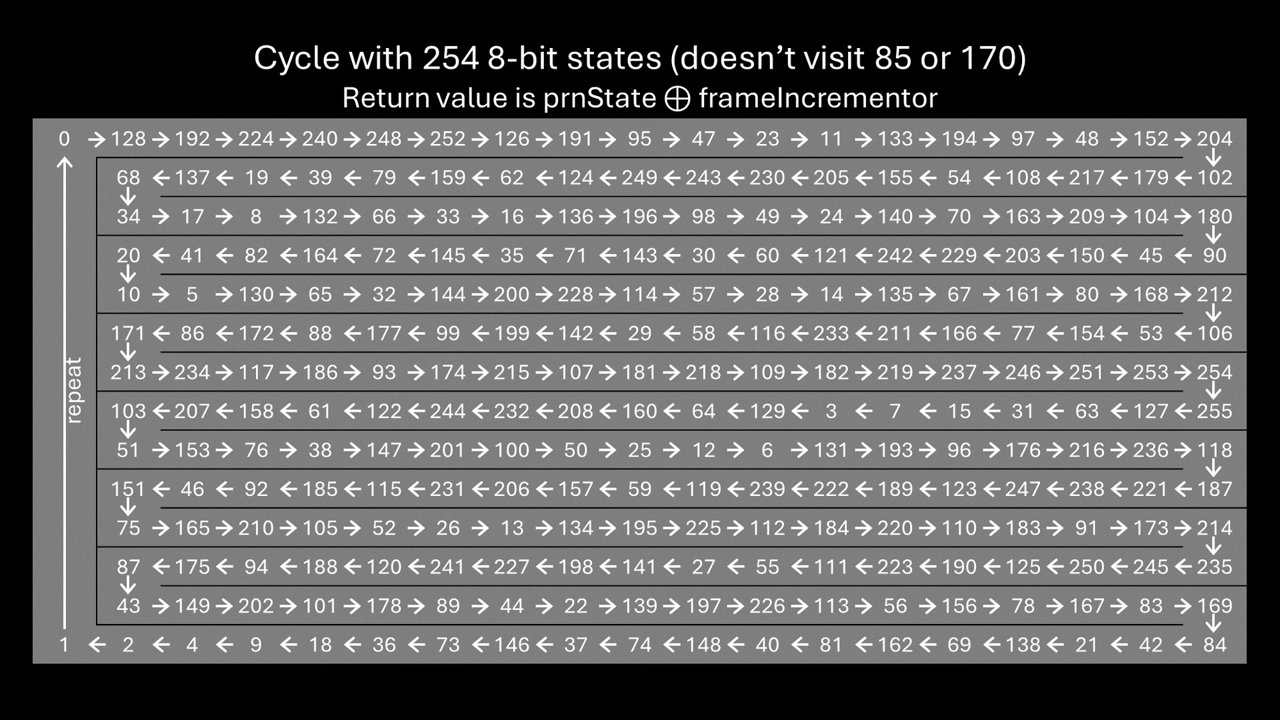 Cycle with 254 8-bit states (doesn’t visit 85 or 170)
Return value is prnState ⊕ frameIncrementor
0 → 128 → 192 → 224 → 240 → 248 → 252 → 126 → 191 → 95 → 47 → 23 → 11 → 133 → 194 → 97 → 48 → 152 → 204
68 ← 137 ← 19 ← 39 ← 79 ← 159 ← 62 ← 124 ← 249 ← 243 ← 230 ← 205 ← 155 ← 54 ← 108 ← 217 ← 179 ← 102
34 → 17 → 8 → 132 → 66 → 33 → 16 → 136 → 196 → 98 → 49 → 24 → 140 → 70 → 163 → 209 → 104 → 180
20 ← 41 ← 82 ← 164 ← 72 ← 145 ← 35 ← 71 ← 143 ← 30 ← 60 ← 121 ← 242 ← 229 ← 203 ← 150 ← 45 ← 90
10 → 5 → 130 → 65 → 32 → 144 → 200 → 228 → 114 → 57 → 28 → 14 → 135 → 67 → 161 → 80 → 168 → 212
171 ← 86 ← 172 ← 88 ← 177 ← 99 ← 199 ← 142 ← 29 ← 58 ← 116 ← 233 ← 211 ← 166 ← 77 ← 154 ← 53 ← 106
213 → 234 → 117 → 186 → 93 → 174 → 215 → 107 → 181 → 218 → 109 → 182 → 219 → 237 → 246 → 251 → 253 → 254
repeat
103 ← 207 ← 158 ← 61 ← 122 ← 244 ← 232 ← 208 ← 160 ← 64 ← 129 ← 3 ← 7 ← 15 ← 31 ← 63 ← 127 ← 255
51 → 153 → 76 → 38 → 147 → 201 → 100 → 50 → 25 → 12 → 6 → 131 → 193 → 96 → 176 → 216 → 236 → 118
151 ← 46 ← 92 ← 185 ← 115 ← 231 ← 206 ← 157 ← 59 ← 119 ← 239 ← 222 ← 189 ← 123 ← 247 ← 238 ← 221 ← 187
75 → 165 → 210 → 105 → 52 → 26 → 13 → 134 → 195 → 225 → 112 → 184 → 220 → 110 → 183 → 91 → 173 → 214
87 ← 175 ← 94 ← 188 ← 120 ← 241 ← 227 ← 198 ← 141 ← 27 ← 55 ← 111 ← 223 ← 190 ← 125 ← 250 ← 245 ← 235
43 → 149 → 202 → 101 → 178 → 89 → 44 → 22 → 139 → 197 → 226 → 113 → 56 → 156 → 78 → 167 → 83 → 169
1 ← 2 ← 4 ← 9 ← 18 ← 36 ← 73 ← 146 ← 37 ← 74 ← 148 ← 40 ← 81 ← 162 ← 69 ← 138 ← 21 ← 42 ← 84